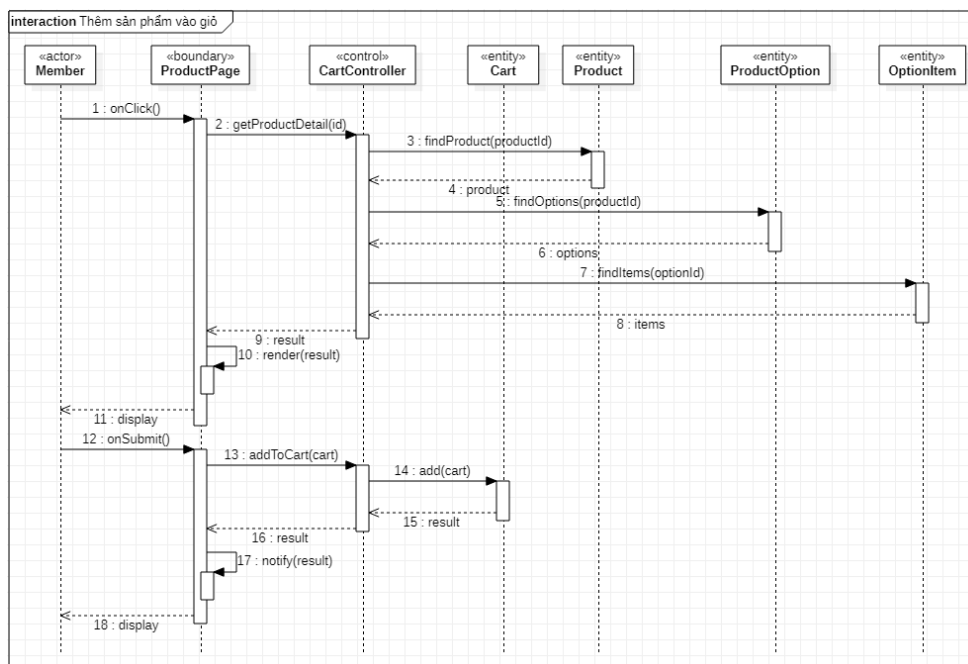 interaction Thêm sản phẩm vào giỏ
«actor»
Member
«boundary»
ProductPage
«control»
CartController
«entity»
Cart
«entity»
Product
«entity»
ProductOption
«entity»
OptionItem
1 : onClick()
2 : getProductDetail(id)
3 : findProduct(productId)
4 : product
5 : findOptions(productId)
6 : options
7 : findItems(optionId)
8 : items
9 : result
10 : render(result)
11 : display
12 : onSubmit()
13 : addToCart(cart)
14 : add(cart)
15 : result
16 : result
17 : notify(result)
18 : display